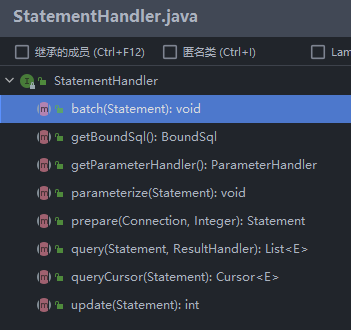 StatementHandler.java
继承的成员 (Ctrl+F12) 匿名类 (Ctrl+I) Lam
StatementHandler
batch(Statement): void
getBoundSql(): BoundSql
getParameterHandler(): ParameterHandler
parameterize(Statement): void
prepare(Connection, Integer): Statement
query(Statement, ResultHandler): List<E>
queryCursor(Statement): Cursor<E>
update(Statement): int